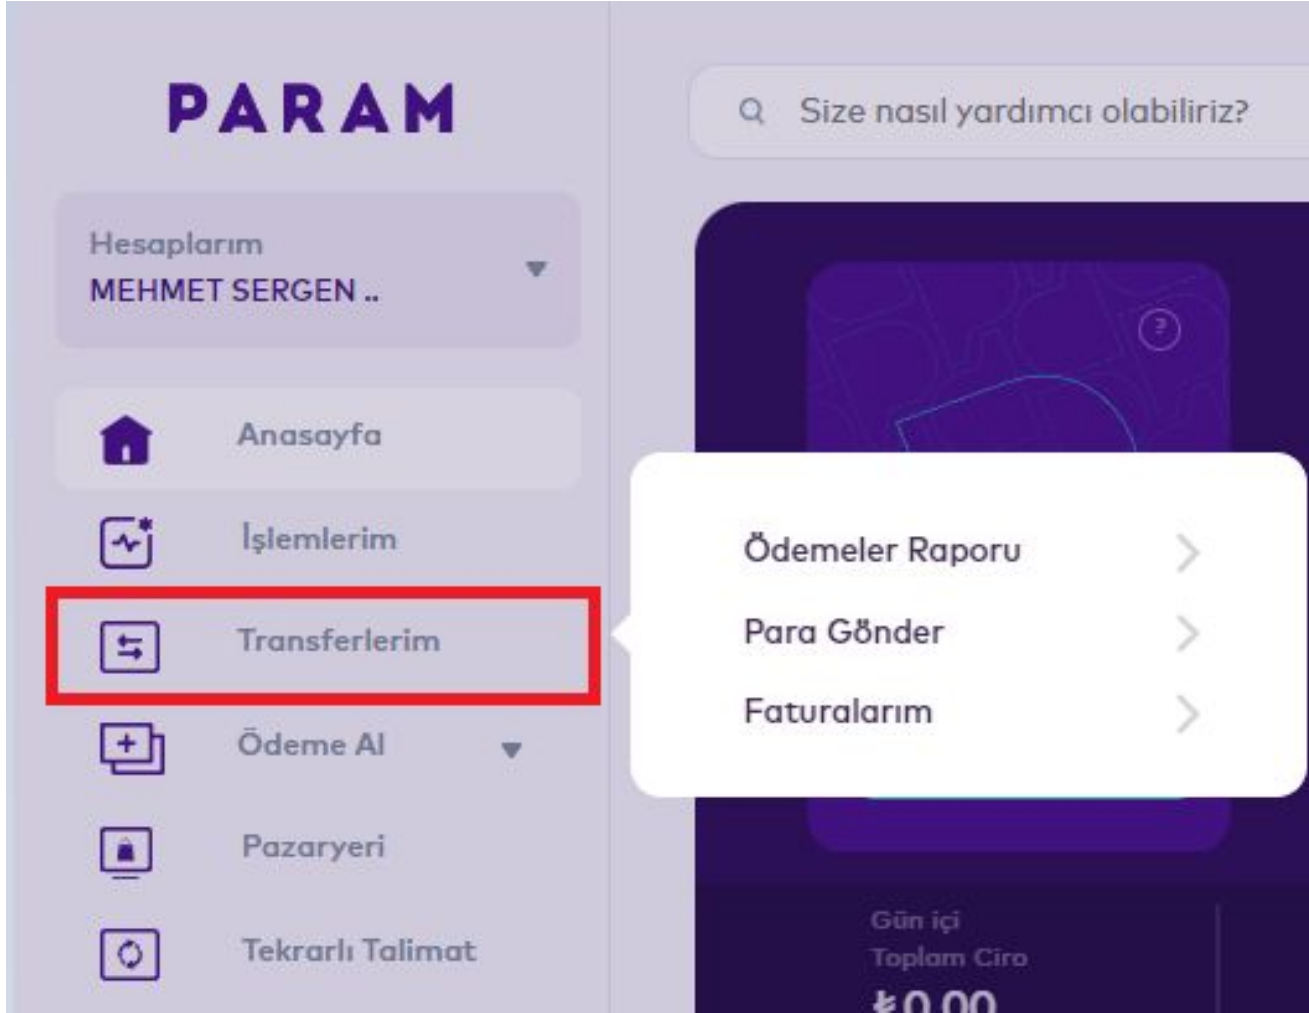 PARAM
Size nasıl yardımcı olabiliriz?
Hesaplarım
MEHMET SERGEN ..
Anasayfa
İşlemlerim
Transferlerim
Ödeme Al
Pazaryeri
Tekrarlı Talimat
?
Ödemeler Raporu
Para Gönder
Faturalarım
Gün içi
Toplam Ciro
₺0,00